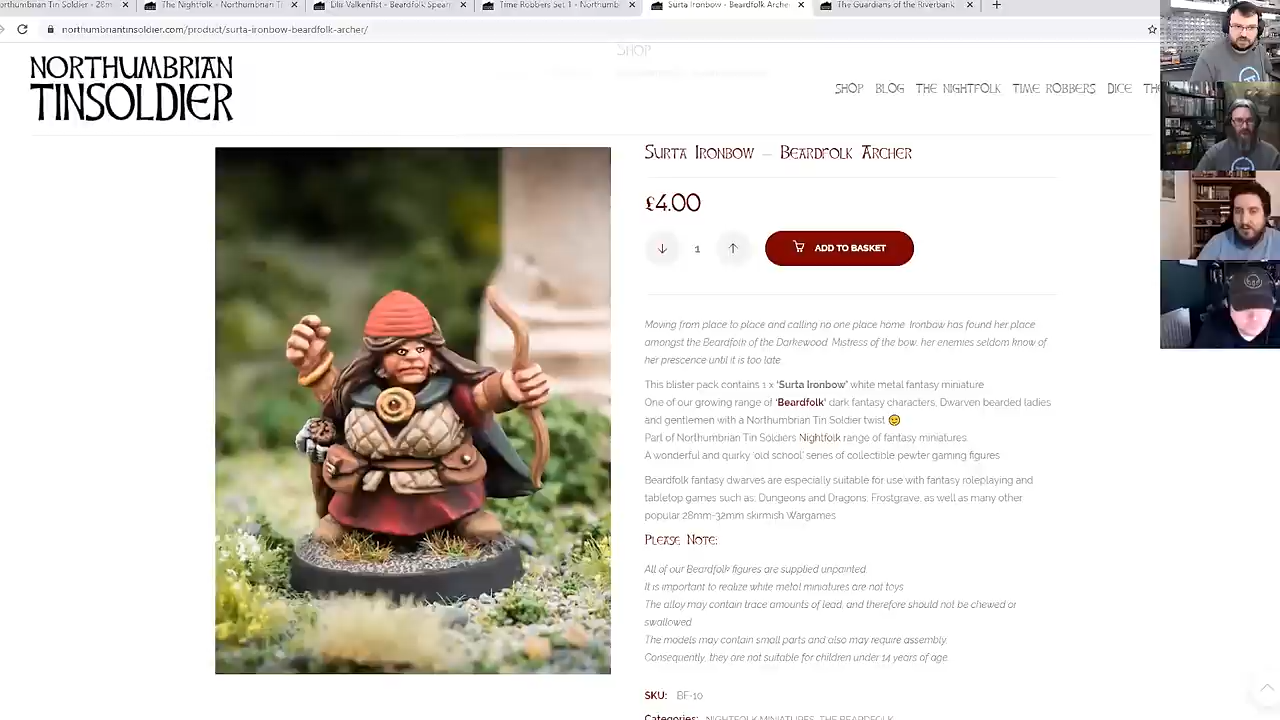 rthumbrian Tin Soldier - 28m
The Nightfolk - Northumbrian Ti
Dlii Valkenfist - Beardfolk Spear
Time Robbers Set 1 - Northumb
Surta Ironbow - Beardfolk Archer
The Guardians of the Riverbank
northumbriantinsoldier.com/product/surta-ironbow-beardfolk-archer/
SHOP
NORTHUMBRIAN
TINSOLDIER
SHOP BLOG THE NIGHTFOLK TIME ROBBERS DICE THE
Surta Ironbow – Beardfolk Archer
£4.00
↓ 1 ↑ ADD TO BASKET
Moving from place to place and calling no one place home. Ironbow has found her place
amongst the Beardfolk of the Darkewood. Mistress of the bow, her enemies seldom know of
her prescence until it is too late.
This blister pack contains 1 x 'Surta Ironbow' white metal fantasy miniature
One of our growing range of 'Beardfolk' dark fantasy characters, Dwarven bearded ladies
and gentlemen with a Northumbrian Tin Soldier twist 😉
Part of Northumbrian Tin Soldiers Nightfolk range of fantasy miniatures.
A wonderful and quirky 'old school' series of collectible pewter gaming figures
Beardfolk fantasy dwarves are especially suitable for use with fantasy roleplaying and
tabletop games such as; Dungeons and Dragons, Frostgrave, as well as many other
popular 28mm-32mm skirmish Wargames
Please Note:
All of our Beardfolk figures are supplied unpainted.
It is important to realize white metal miniatures are not toys
The alloy may contain trace amounts of lead, and therefore should not be chewed or
swallowed.
The models may contain small parts and also may require assembly.
Consequently, they are not suitable for children under 14 years of age.
SKU: BF-10
Categories: NIGHTFOLK MINIATURES, THE BEARDFOLK